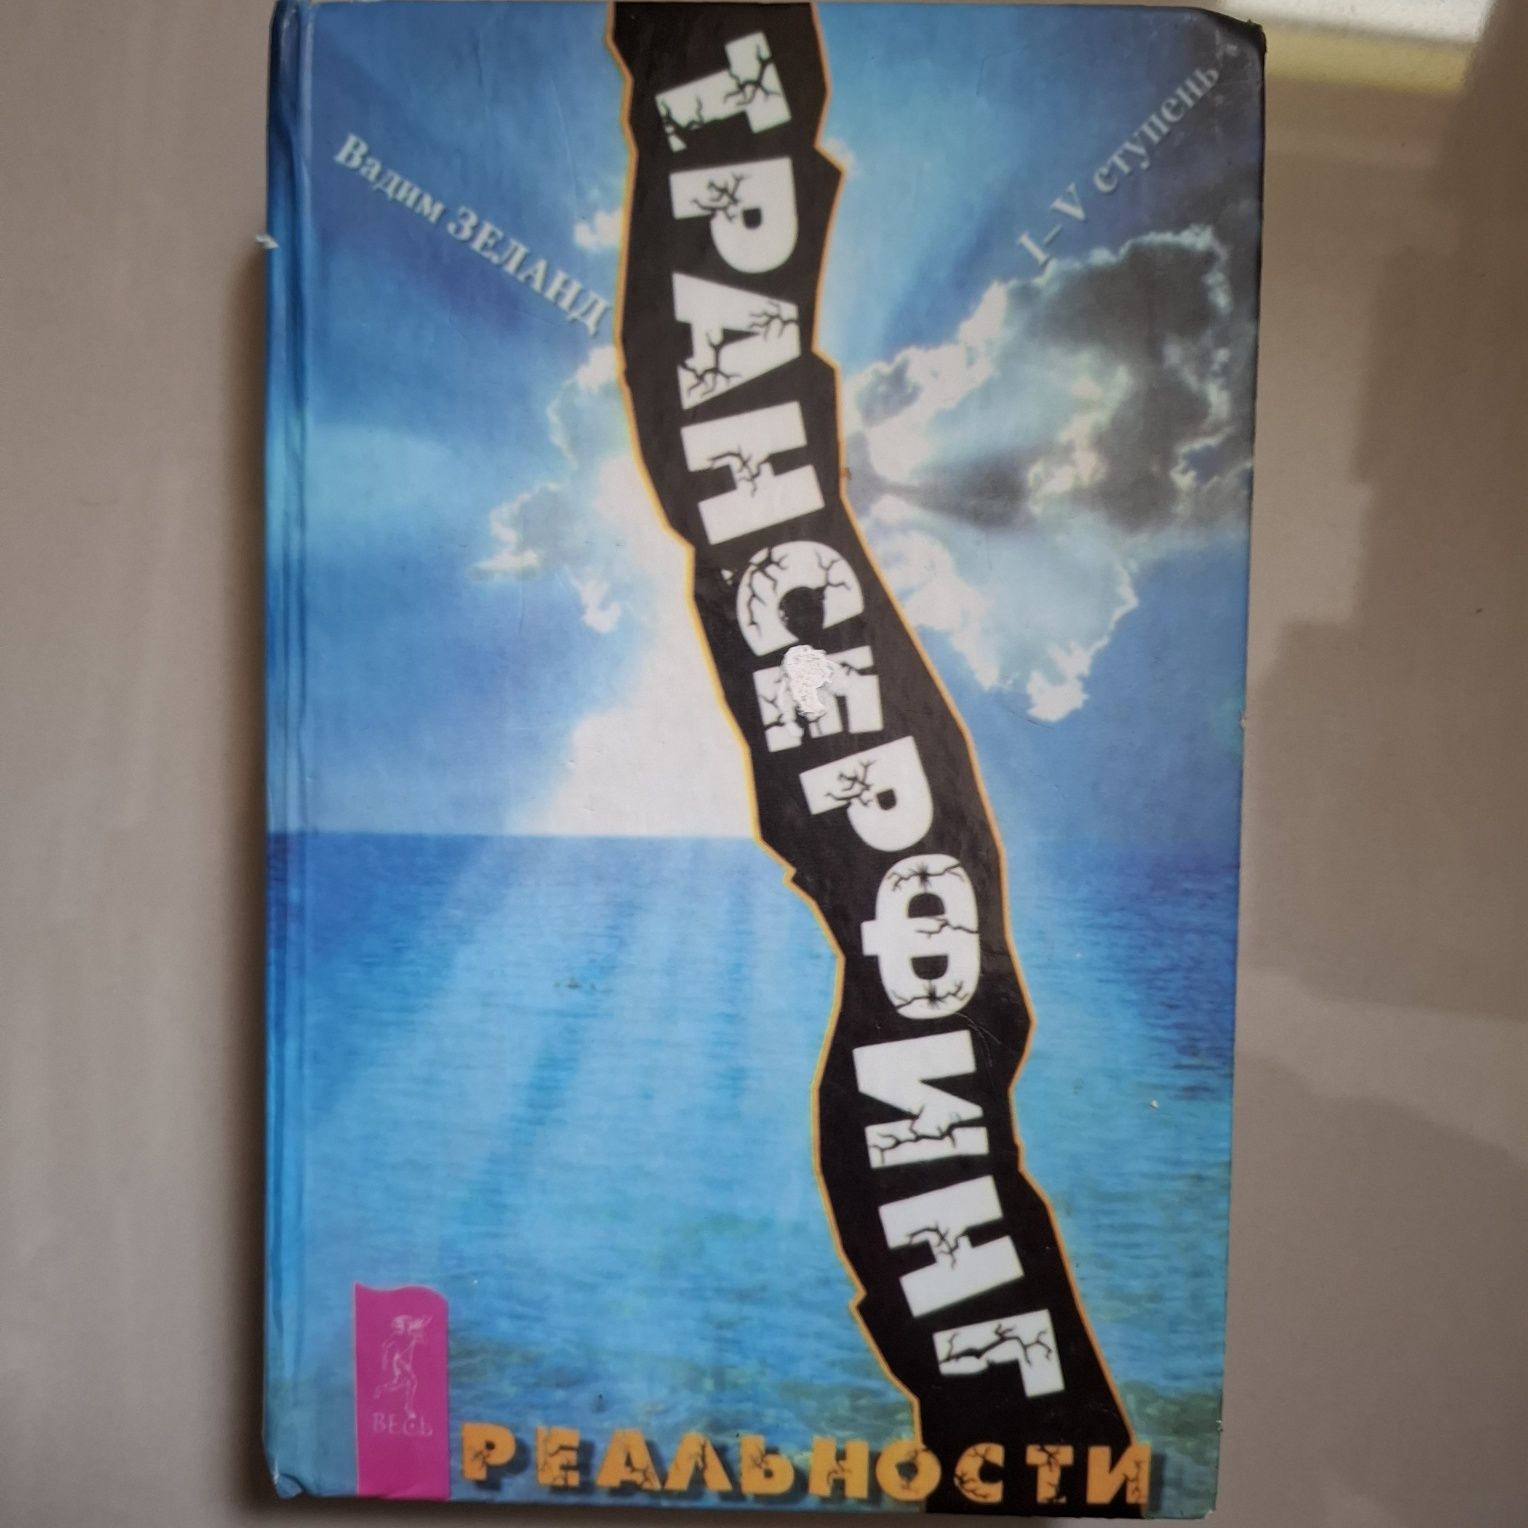 Вадим ЗЕЛАНД
I–V ступень
ТРАНСЕРФИНГ
РЕАЛЬНОСТИ
ВЕСЬ